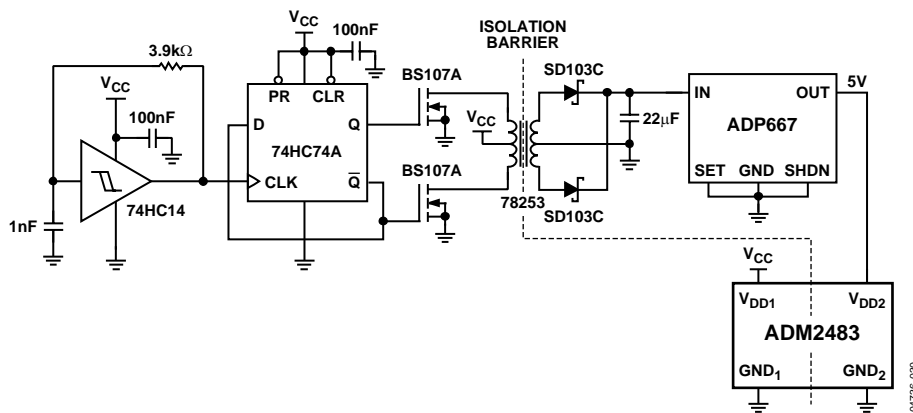 ISOLATION
BARRIER
VCC
100nF
3.9kΩ
VCC
100nF
74HC14
1nF
PR
CLR
D
Q
74HC74A
CLK
Q̅
BS107A
BS107A
VCC
78253
SD103C
SD103C
22µF
IN
OUT
5V
ADP667
SET
GND
SHDN
VCC
VDD1
VDD2
ADM2483
GND1
GND2